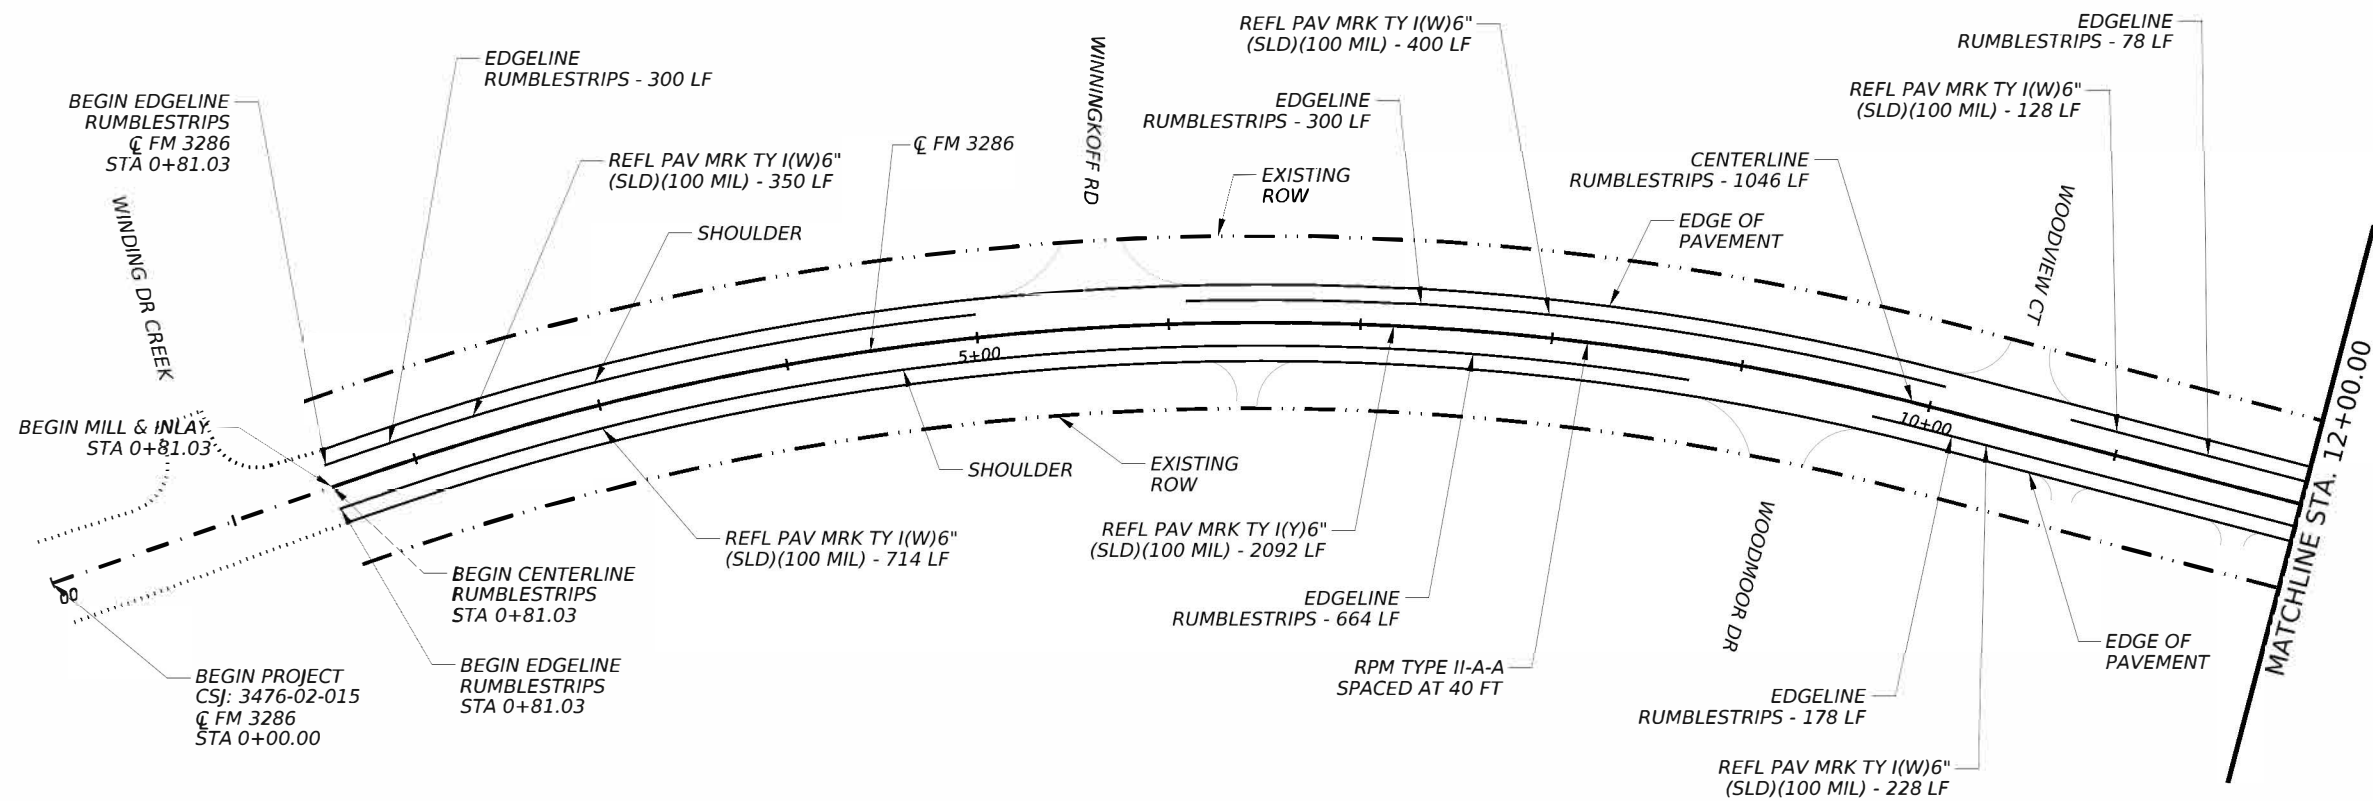 REFL PAV MRK TY I(W)6"
(SLD)(100 MIL) - 400 LF
EDGELINE
RUMBLESTRIPS - 78 LF
EDGELINE
RUMBLESTRIPS - 300 LF
WINNINGKOFF RD
REFL PAV MRK TY I(W)6"
(SLD)(100 MIL) - 128 LF
BEGIN EDGELINE
RUMBLESTRIPS
℄ FM 3286
STA 0+81.03
EDGELINE
RUMBLESTRIPS - 300 LF
℄ FM 3286
REFL PAV MRK TY I(W)6"
(SLD)(100 MIL) - 350 LF
CENTERLINE
RUMBLESTRIPS - 1046 LF
EXISTING
ROW
WINDING DR CREEK
WOODVIEW CT
SHOULDER
EDGE OF
PAVEMENT
5+00
10+00
BEGIN MILL & INLAY
STA 0+81.03
MATCHLINE STA. 12+00.00
SHOULDER
EXISTING
ROW
REFL PAV MRK TY I(W)6"
(SLD)(100 MIL) - 714 LF
REFL PAV MRK TY I(Y)6"
(SLD)(100 MIL) - 2092 LF
WOODMOOR DR
BEGIN CENTERLINE
RUMBLESTRIPS
STA 0+81.03
00
EDGELINE
RUMBLESTRIPS - 664 LF
EDGE OF
PAVEMENT
BEGIN PROJECT
CSJ: 3476-02-015
℄ FM 3286
STA 0+00.00
BEGIN EDGELINE
RUMBLESTRIPS
STA 0+81.03
RPM TYPE II-A-A
SPACED AT 40 FT
EDGELINE
RUMBLESTRIPS - 178 LF
REFL PAV MRK TY I(W)6"
(SLD)(100 MIL) - 228 LF